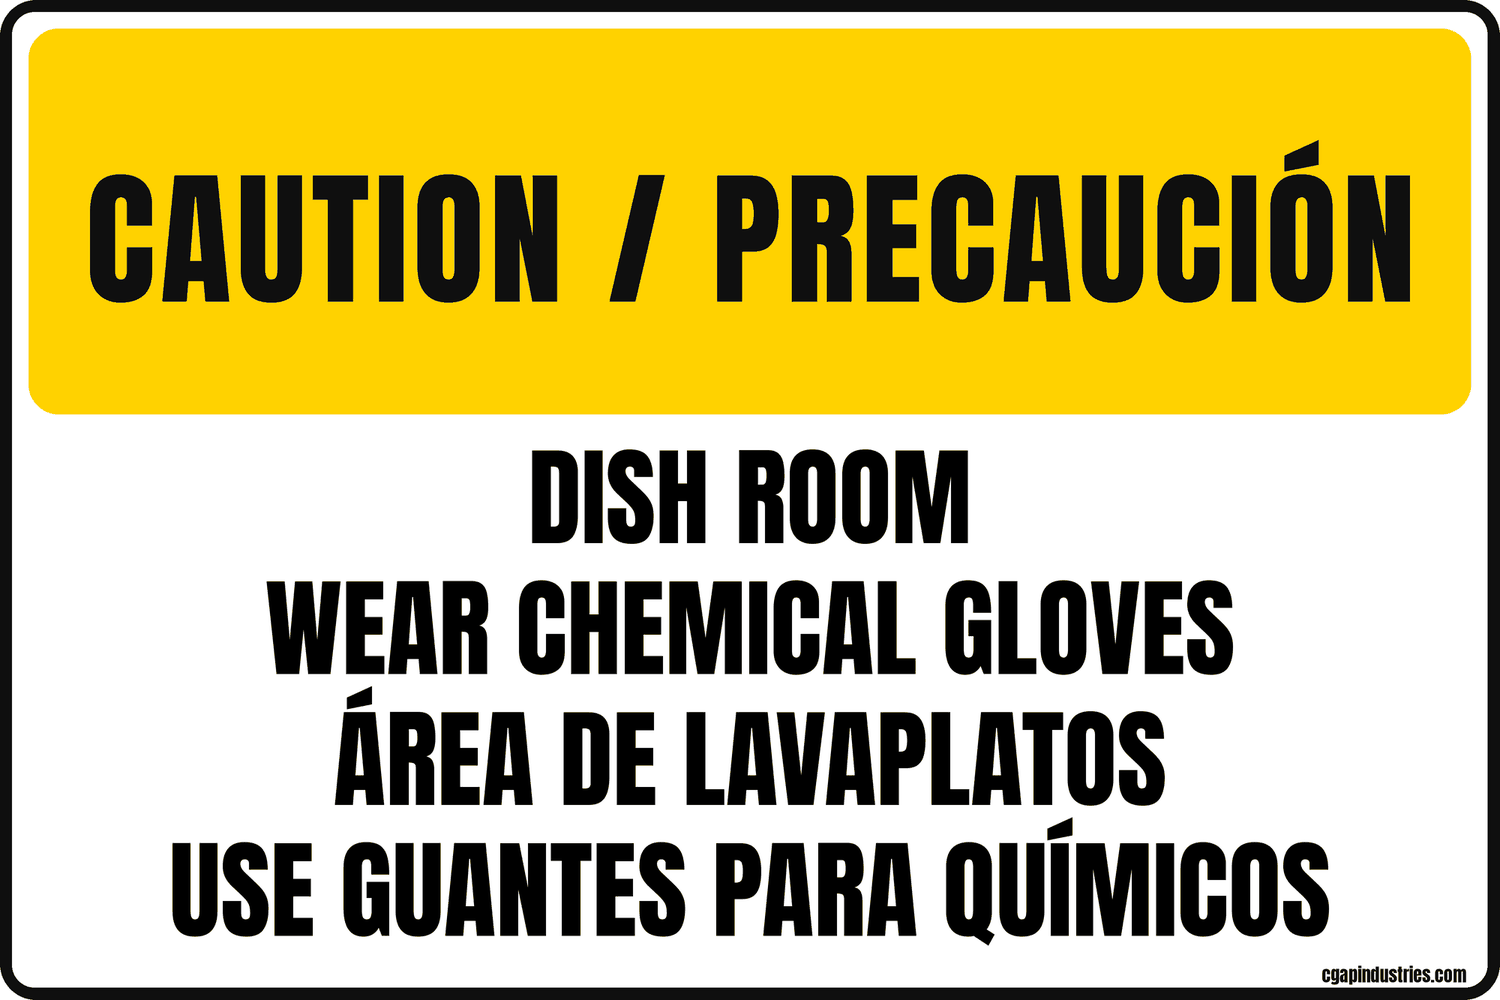 CAUTION / PRECAUCIÓN
DISH ROOM
WEAR CHEMICAL GLOVES
ÁREA DE LAVAPLATOS
USE GUANTES PARA QUÍMICOS
cgapindustries.com